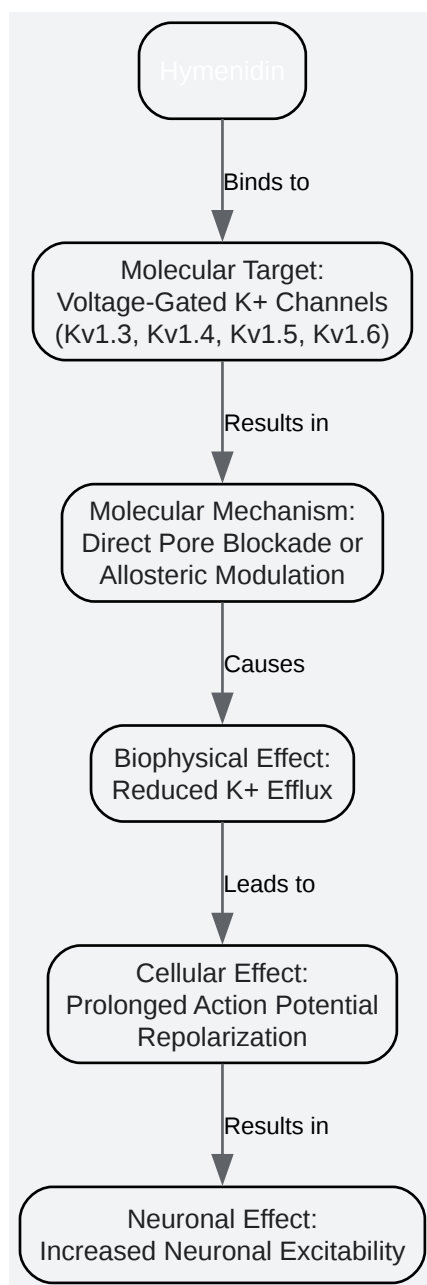 Hymenidin
Binds to
Molecular Target:
Voltage-Gated K+ Channels
(Kv1.3, Kv1.4, Kv1.5, Kv1.6)
Results in
Molecular Mechanism:
Direct Pore Blockade or
Allosteric Modulation
Causes
Biophysical Effect:
Reduced K+ Efflux
Leads to
Cellular Effect:
Prolonged Action Potential
Repolarization
Results in
Neuronal Effect:
Increased Neuronal Excitability